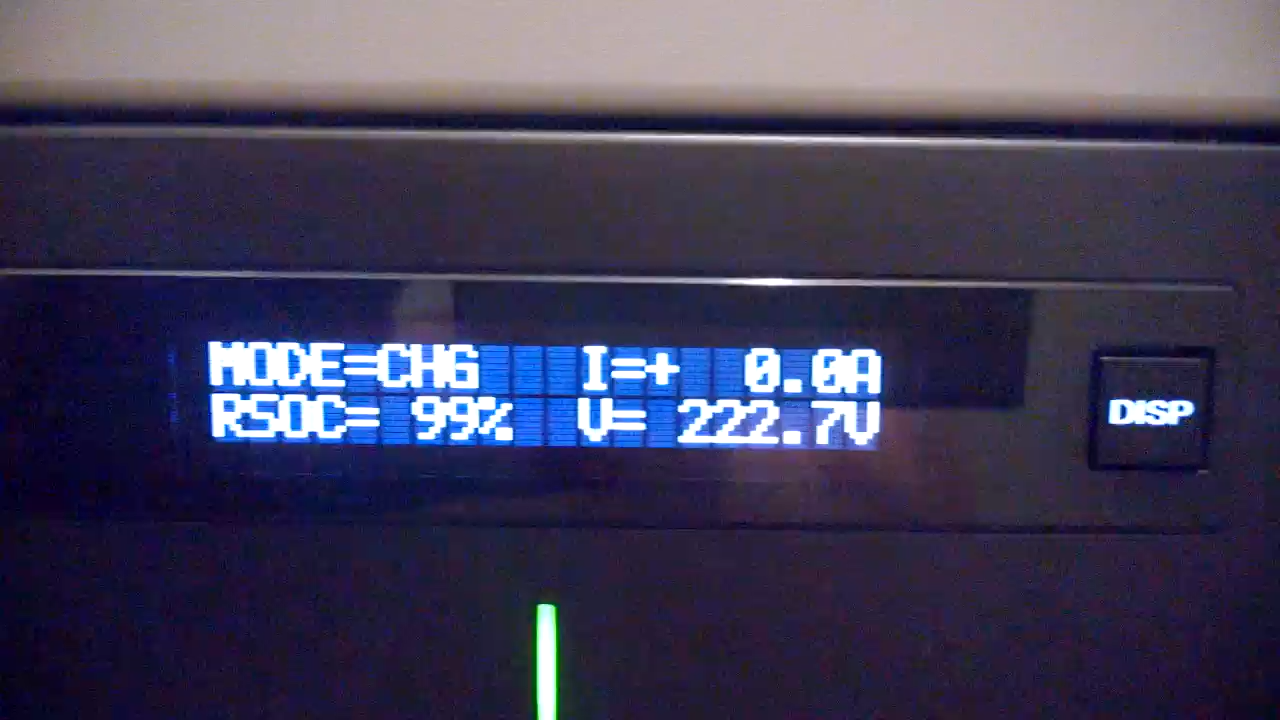 MODE=CHG I=+ 0.0A
RSOC= 99% V= 222.7V
DISP